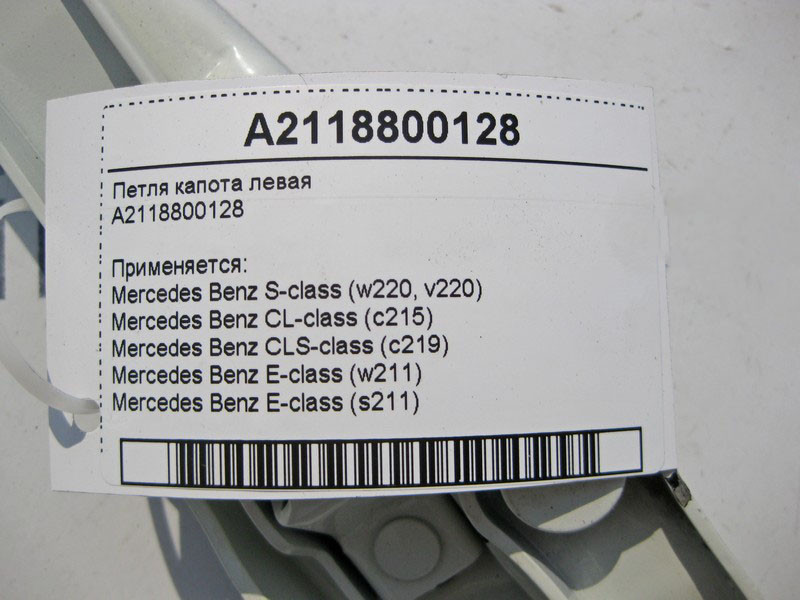 A2118800128
Петля капота левая
A2118800128
Применяется:
Mercedes Benz S-class (w220, v220)
Mercedes Benz CL-class (c215)
Mercedes Benz CLS-class (c219)
Mercedes Benz E-class (w211)
Mercedes Benz E-class (s211)